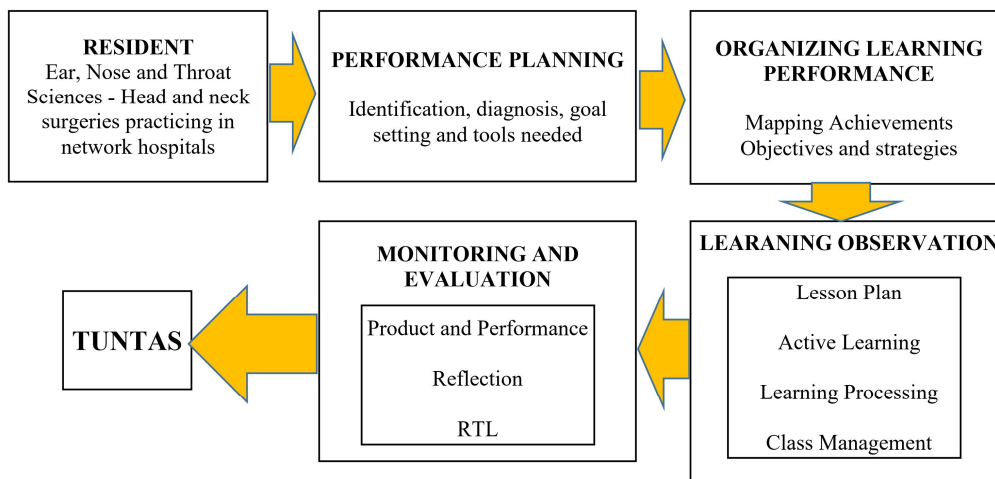 RESIDENT
Ear, Nose and Throat
Sciences - Head and neck
surgeries practicing in
network hospitals
PERFORMANCE PLANNING
Identification, diagnosis, goal
setting and tools needed
ORGANIZING LEARNING
PERFORMANCE
Mapping Achievements
Objectives and strategies
LEARANING OBSERVATION
Lesson Plan
Active Learning
Learning Processing
Class Management
MONITORING AND
EVALUATION
Product and Performance
Reflection
RTL
TUNTAS